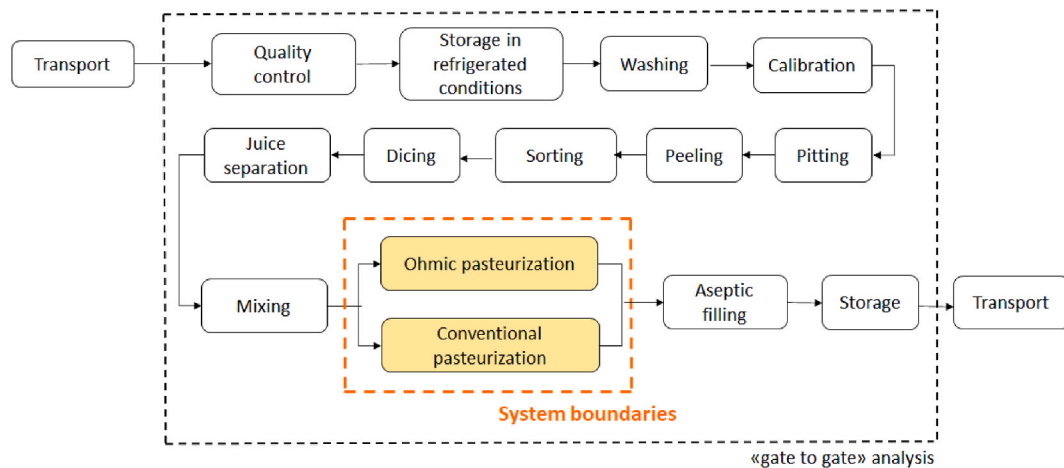 Transport
Quality
control
Storage in
refrigerated
conditions
Washing
Calibration
Juice
separation
Dicing
Sorting
Peeling
Pitting
Mixing
Ohmic pasteurization
Conventional
pasteurization
Aseptic
filling
Storage
Transport
System boundaries
«gate to gate» analysis